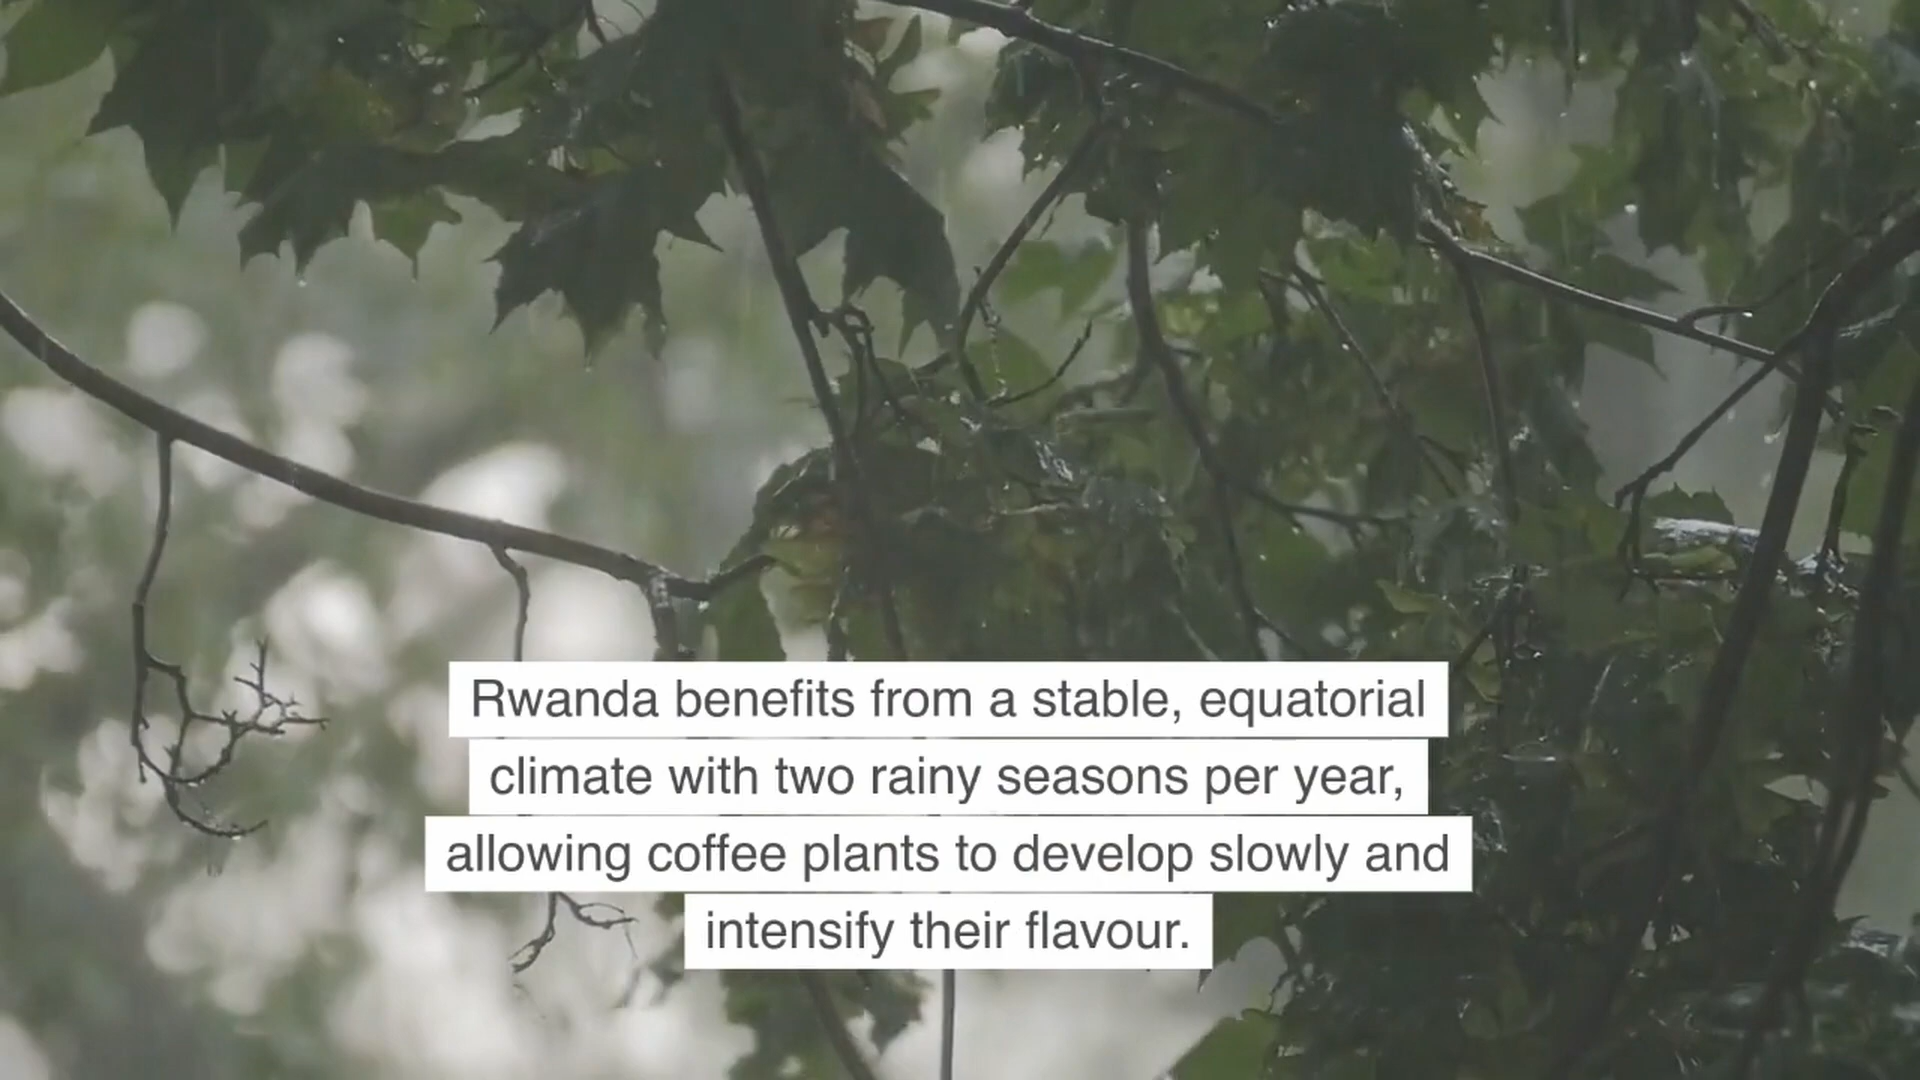 Rwanda benefits from a stable, equatorial
climate with two rainy seasons per year,
allowing coffee plants to develop slowly and
intensify their flavour.